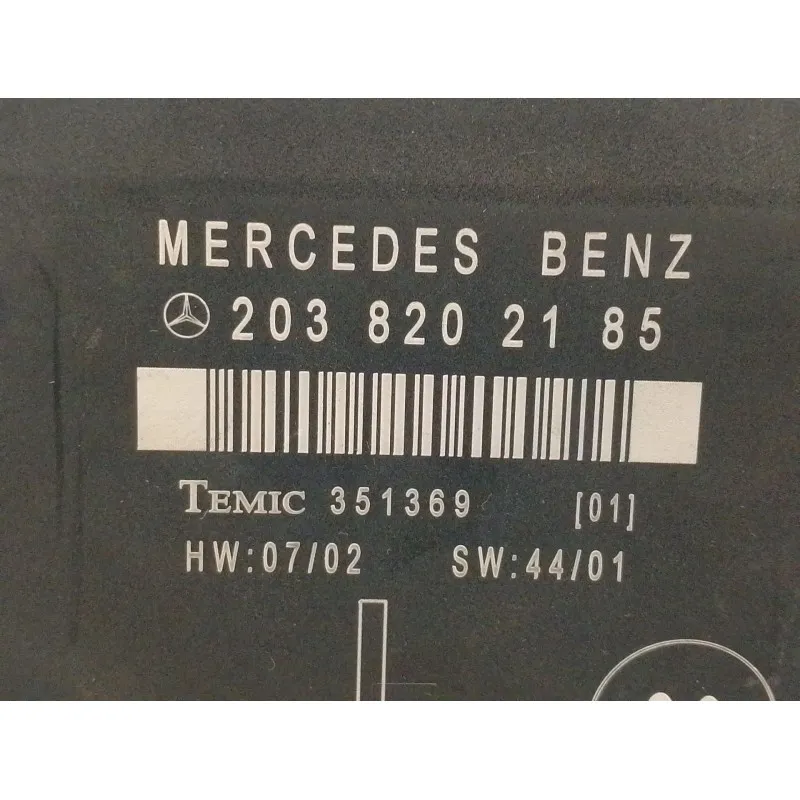 MERCEDES BENZ
203 820 21 85
TEMIC 351369 [01]
HW:07/02 SW:44/01